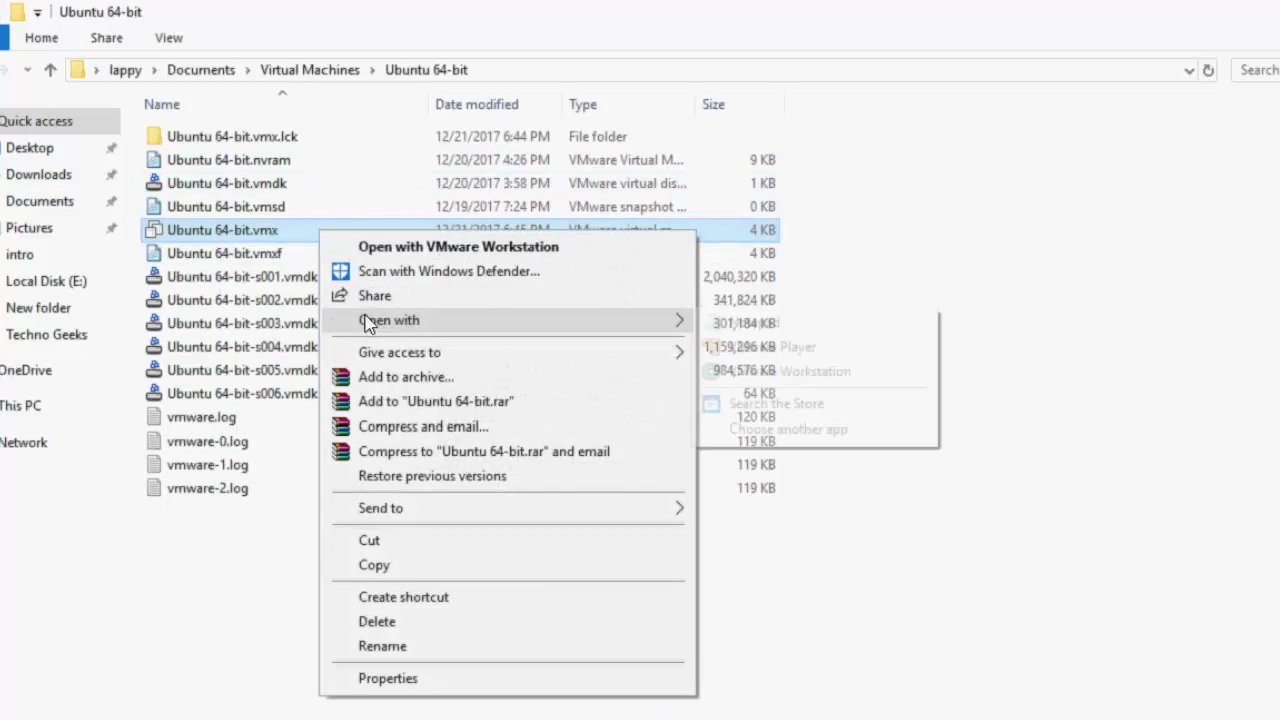 Ubuntu 64-bit
Home Share View
lappy Documents Virtual Machines Ubuntu 64-bit Search
Name Date modified Type Size
Quick access
Desktop
Downloads
Documents
Pictures
intro
Local Disk (E:)
New folder
Techno Geeks
OneDrive
This PC
Network
Ubuntu 64-bit.vmx.lck 12/21/2017 6:44 PM File folder
Ubuntu 64-bit.nvram 12/20/2017 4:26 PM VMware Virtual M... 9 KB
Ubuntu 64-bit.vmdk 12/20/2017 3:58 PM VMware virtual dis... 1 KB
Ubuntu 64-bit.vmsd 12/19/2017 7:24 PM VMware snapshot ... 0 KB
Ubuntu 64-bit.vmx 4 KB
Ubuntu 64-bit.vmxf 4 KB
Ubuntu 64-bit-s001.vmdk 2,040,320 KB
Ubuntu 64-bit-s002.vmdk 341,824 KB
Ubuntu 64-bit-s003.vmdk 301,184 KB
Ubuntu 64-bit-s004.vmdk 1,159,296 KB
Ubuntu 64-bit-s005.vmdk 984,576 KB
Ubuntu 64-bit-s006.vmdk 64 KB
vmware.log 120 KB
vmware-0.log 119 KB
vmware-1.log 119 KB
vmware-2.log 119 KB
Open with VMware Workstation
Scan with Windows Defender...
Share
Open with
Give access to
Add to archive...
Add to "Ubuntu 64-bit.rar"
Compress and email...
Compress to "Ubuntu 64-bit.rar" and email
Restore previous versions
Send to
Cut
Copy
Create shortcut
Delete
Rename
Properties
Player
Workstation
Search the Store
Choose another app